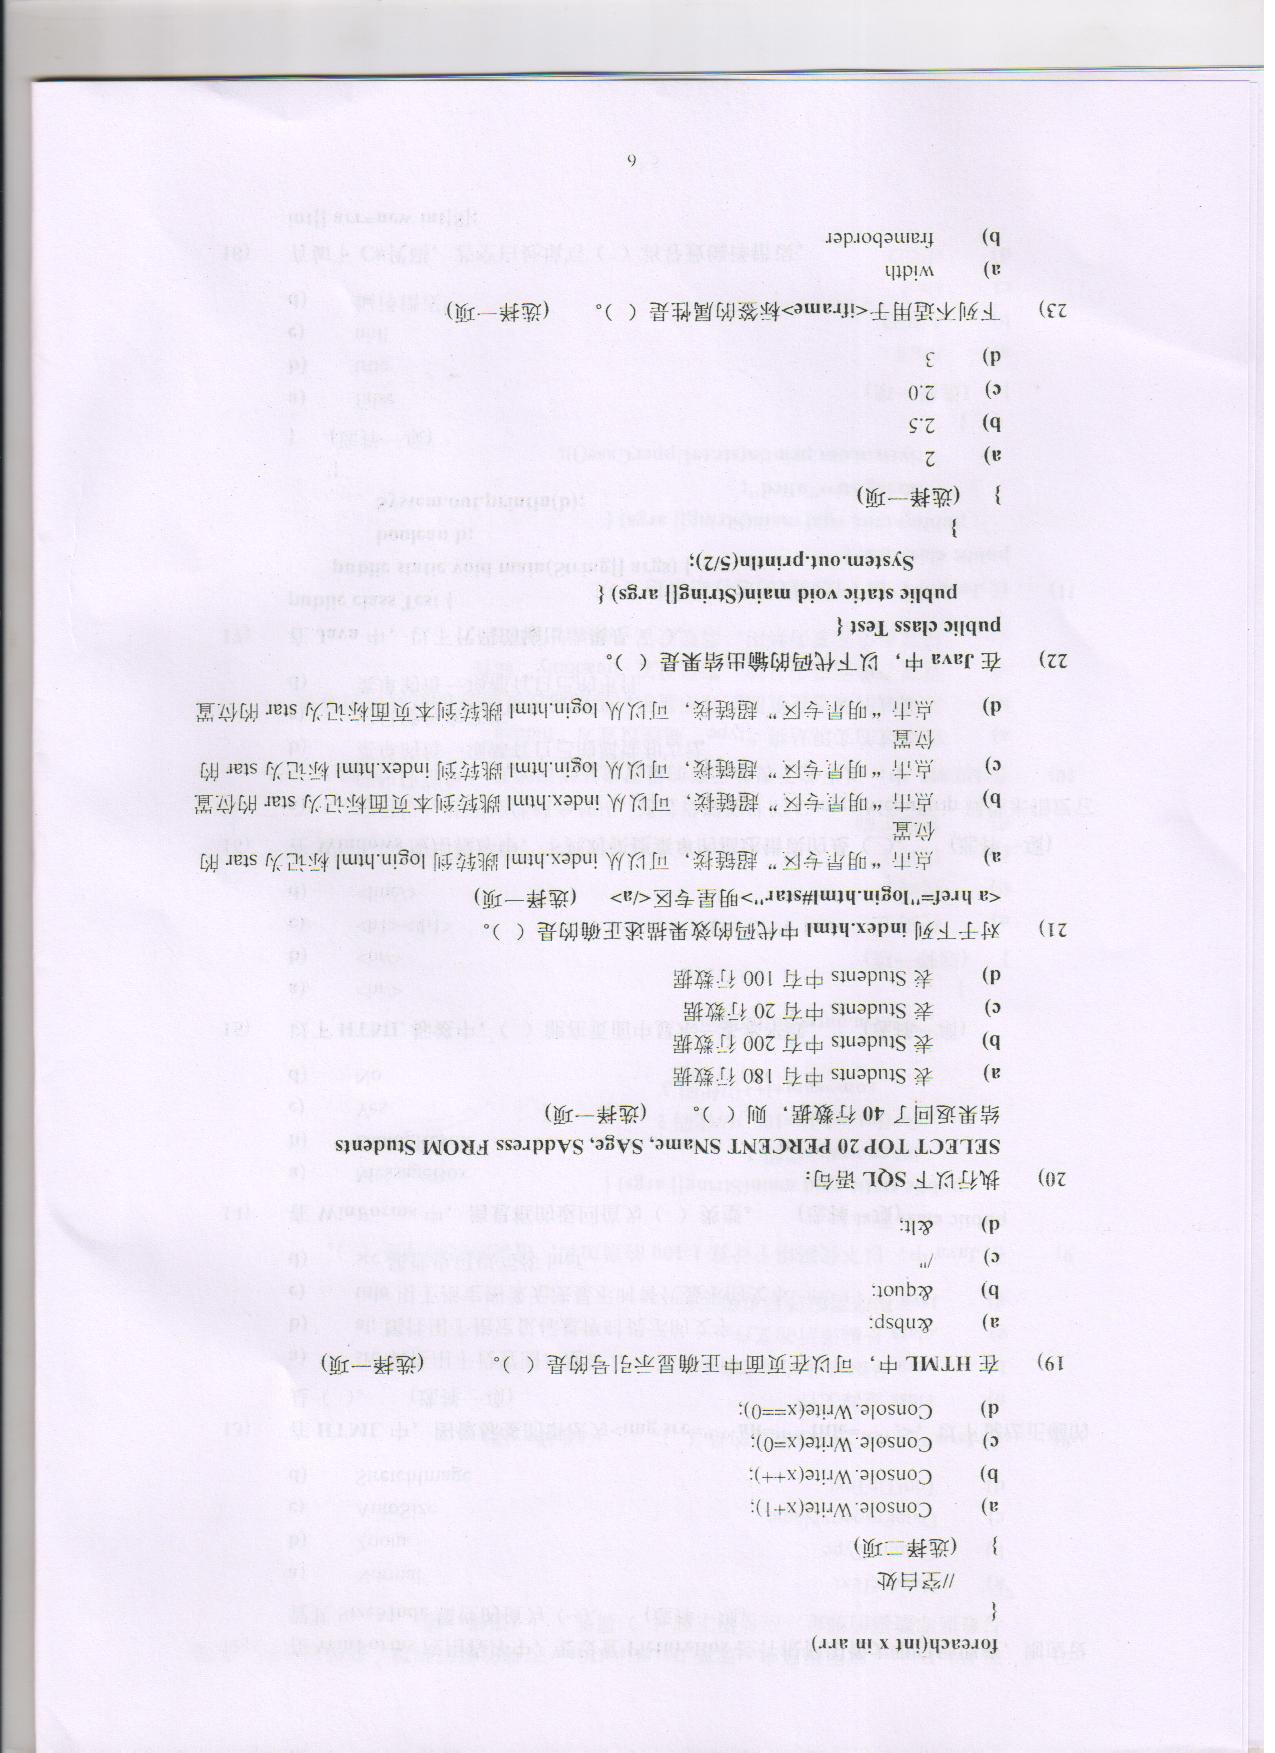 foreach(int x in arr)
{
//空白处
} (选择二项)
a) Console.Write(x+1);
b) Console.Write(x++);
c) Console.Write(x=0);
d) Console.Write(x==0);
19) 在 HTML 中，可以在页面中正确显示引号的是（ ）。 (选择一项)
a) &nbsp;
b) &quot;
c) /"
d) &lt;
20) 执行以下 SQL 语句：
SELECT TOP 20 PERCENT SName, SAge, SAddress FROM Students
结果返回了 40 行数据，则（ ）。 (选择一项)
a) 表 Students 中有 180 行数据
b) 表 Students 中有 200 行数据
c) 表 Students 中有 20 行数据
d) 表 Students 中有 100 行数据
21) 对于下列 index.html 中代码的效果描述正确的是（ ）。
<a href="login.html#star">明星专区</a> (选择一项)
a) 点击“明星专区”超链接，可以从 index.html 跳转到 login.html 标记为 star 的
位置
b) 点击“明星专区”超链接，可以从 index.html 跳转到本页面标记为 star 的位置
c) 点击“明星专区”超链接，可以从 login.html 跳转到 index.html 标记为 star 的
位置
d) 点击“明星专区”超链接，可以从 login.html 跳转到本页面标记为 star 的位置
22) 在 Java 中，以下代码的输出结果是（ ）。
public class Test {
public static void main(String[] args) {
System.out.println(5/2);
}
} (选择一项)
a) 2
b) 2.5
c) 2.0
d) 3
23) 下列不适用于<iframe>标签的属性是（ ）。 (选择一项)
a) width
b) frameborder
6